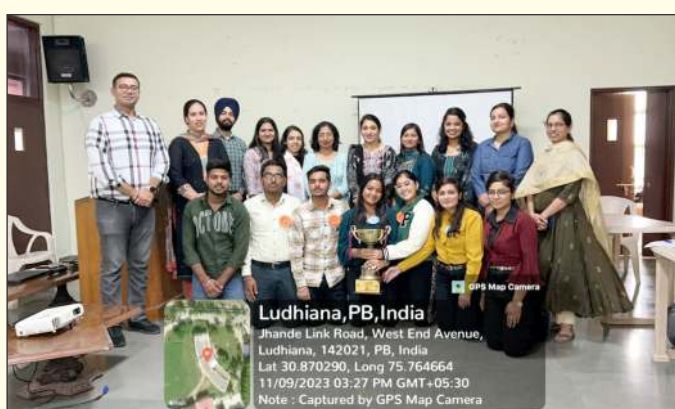 ACTONE
GPS Map Camera
Ludhiana,PB,India
Jhande Link Road, West End Avenue,
Ludhiana, 142021, PB, India
Lat 30.870290, Long 75.764664
11/09/2023 03:27 PM GMT+05:30
Note : Captured by GPS Map Camera